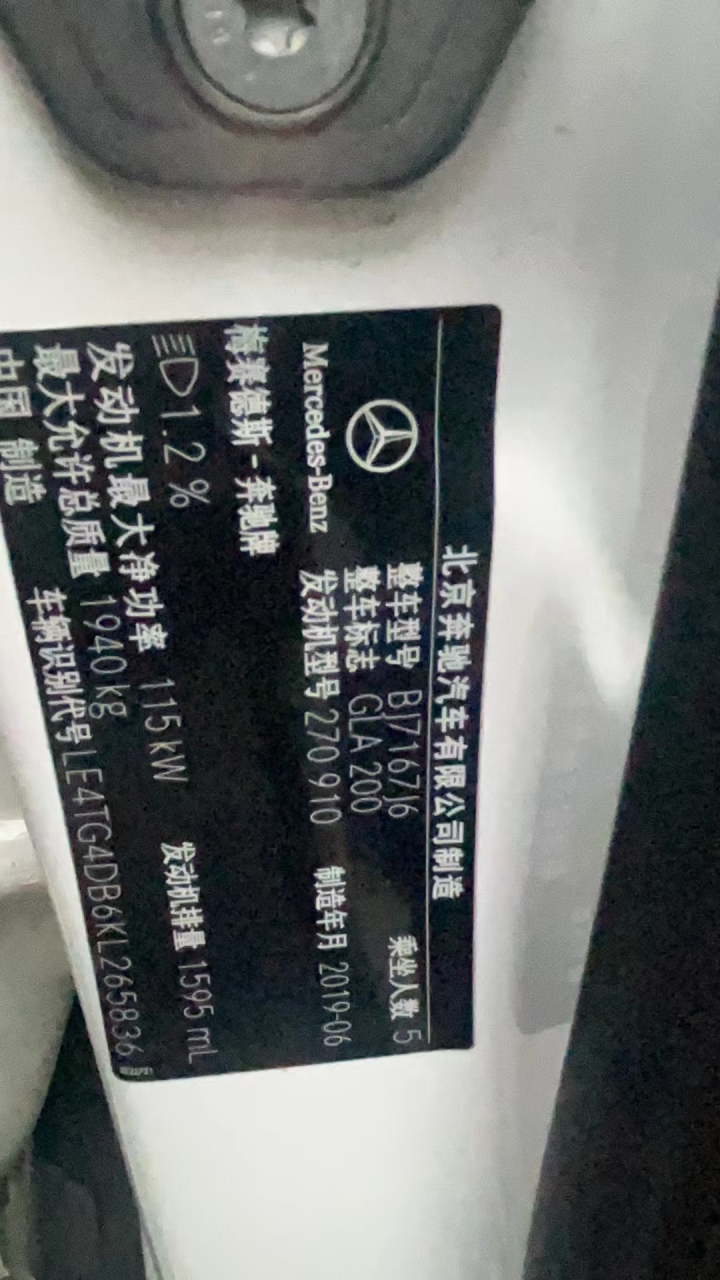 北京奔驰汽车有限公司制造
Mercedes-Benz
整车型号 BJ7167J6 乘坐人数 5
整车标志 GLA 200
发动机型号 270 910 制造年月 2019-06
梅赛德斯-奔驰牌
1.2 %
发动机最大净功率 115 kW 发动机排量 1595 mL
最大允许总质量 1940 kg
中国 制造 车辆识别代号 LE4TG4DB6KL265836